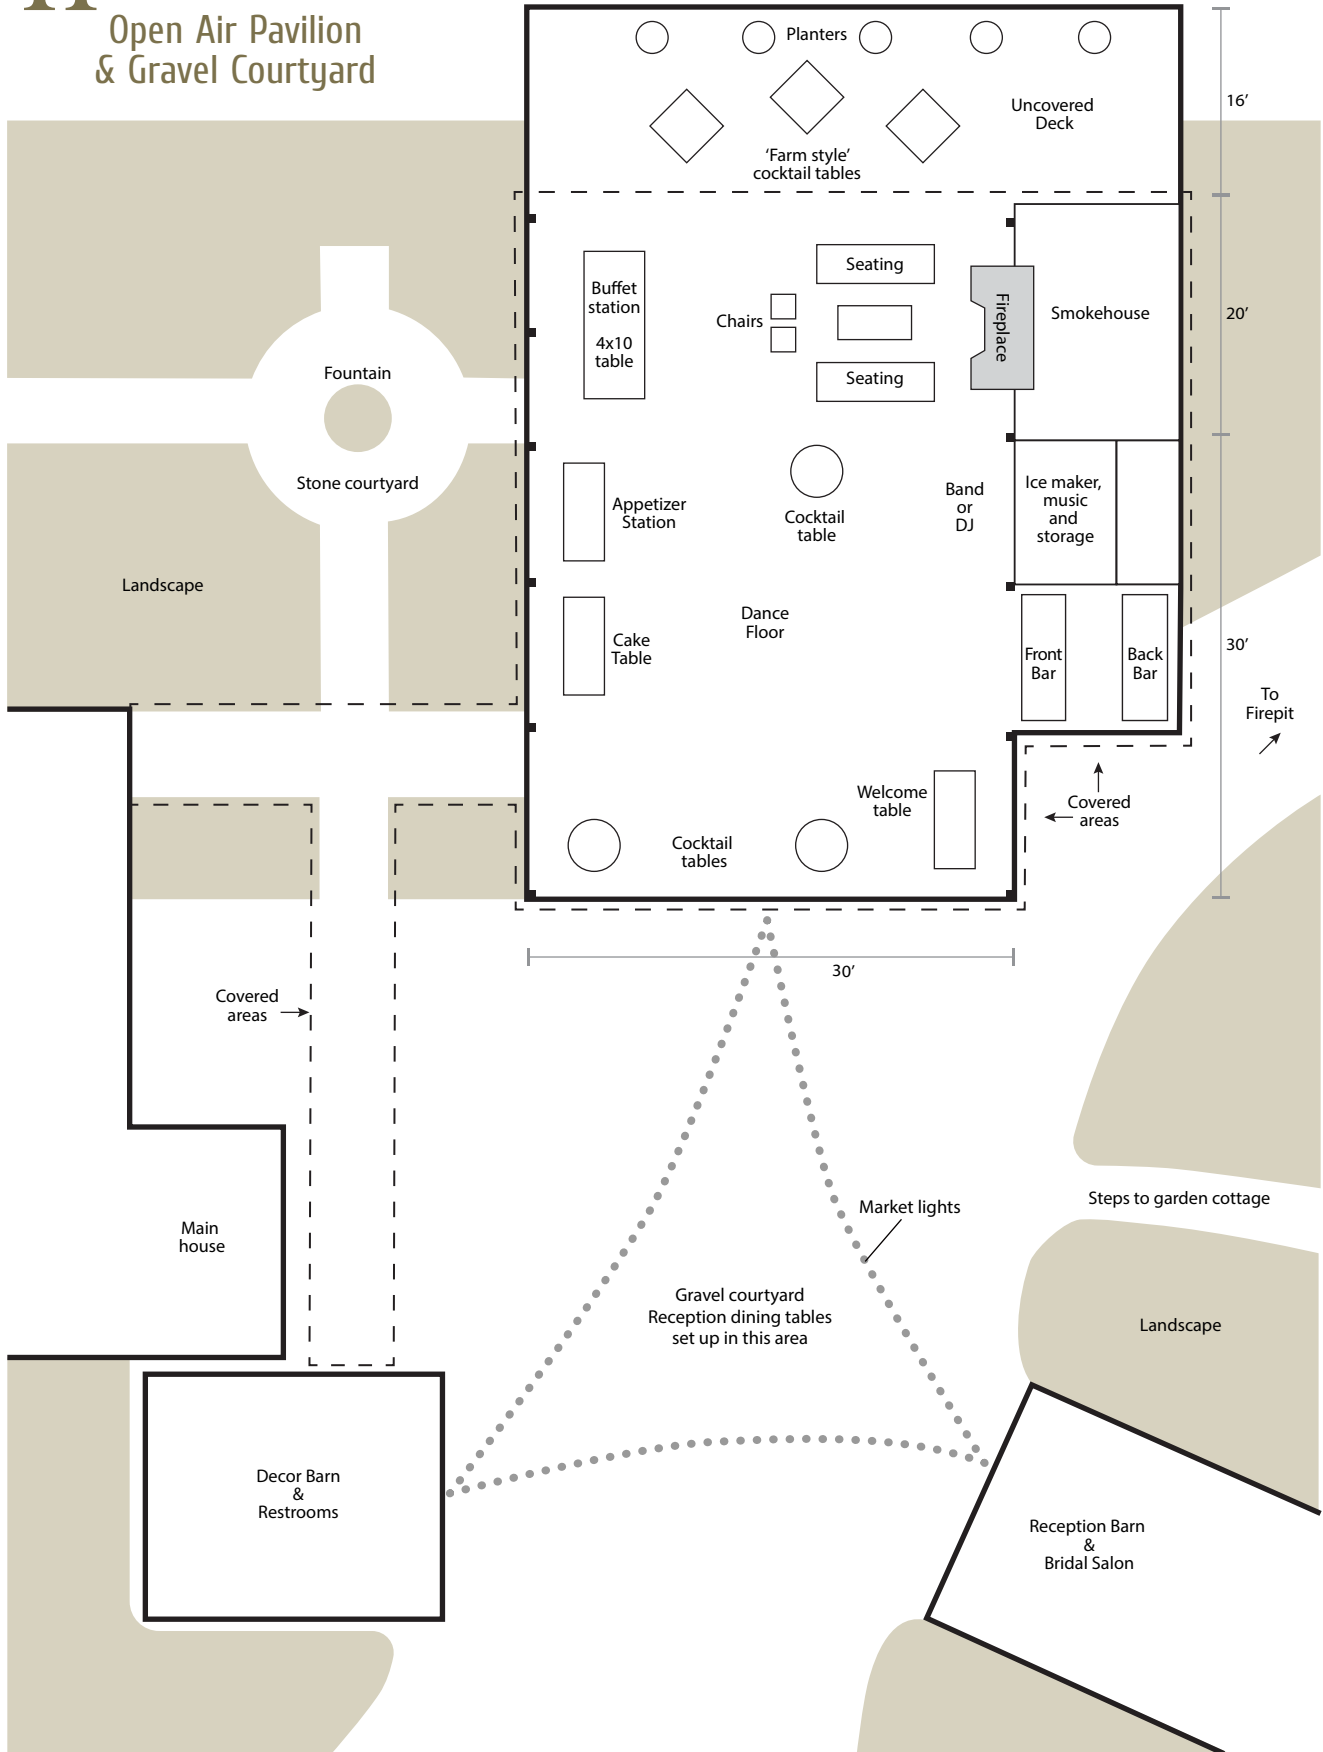 Open Air Pavilion
& Gravel Courtyard
Planters
Uncovered
Deck
16’
‘Farm style’
cocktail tables
Buffet
station
4x10
table
Seating
Chairs
Seating
Fireplace
Smokehouse
20’
Fountain
Stone courtyard
Landscape
Appetizer
Station
Cocktail
table
Band
or
DJ
Ice maker,
music
and
storage
Cake
Table
Dance
Floor
Front
Bar
Back
Bar
30’
To
Firepit
Welcome
table
Covered
areas
Cocktail
tables
30’
Covered
areas
Main
house
Market lights
Steps to garden cottage
Gravel courtyard
Reception dining tables
set up in this area
Landscape
Decor Barn
&
Restrooms
Reception Barn
&
Bridal Salon